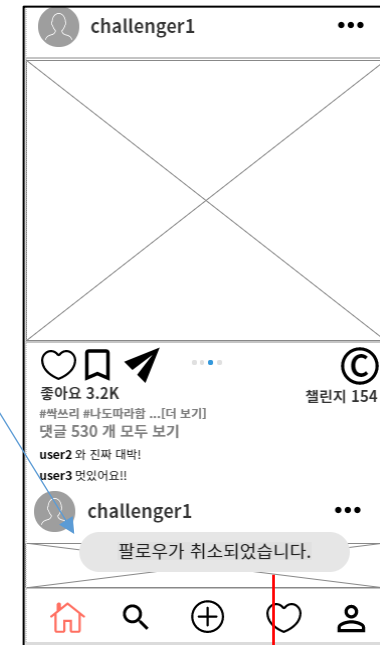 challenger1
좋아요 3.2K
챌린지 154
#싹쓰리 #나도따라함 ...[더 보기]
댓글 530 개 모두 보기
user2 와 진짜 대박!
user3 멋있어요!!
challenger1
팔로우가 취소되었습니다.